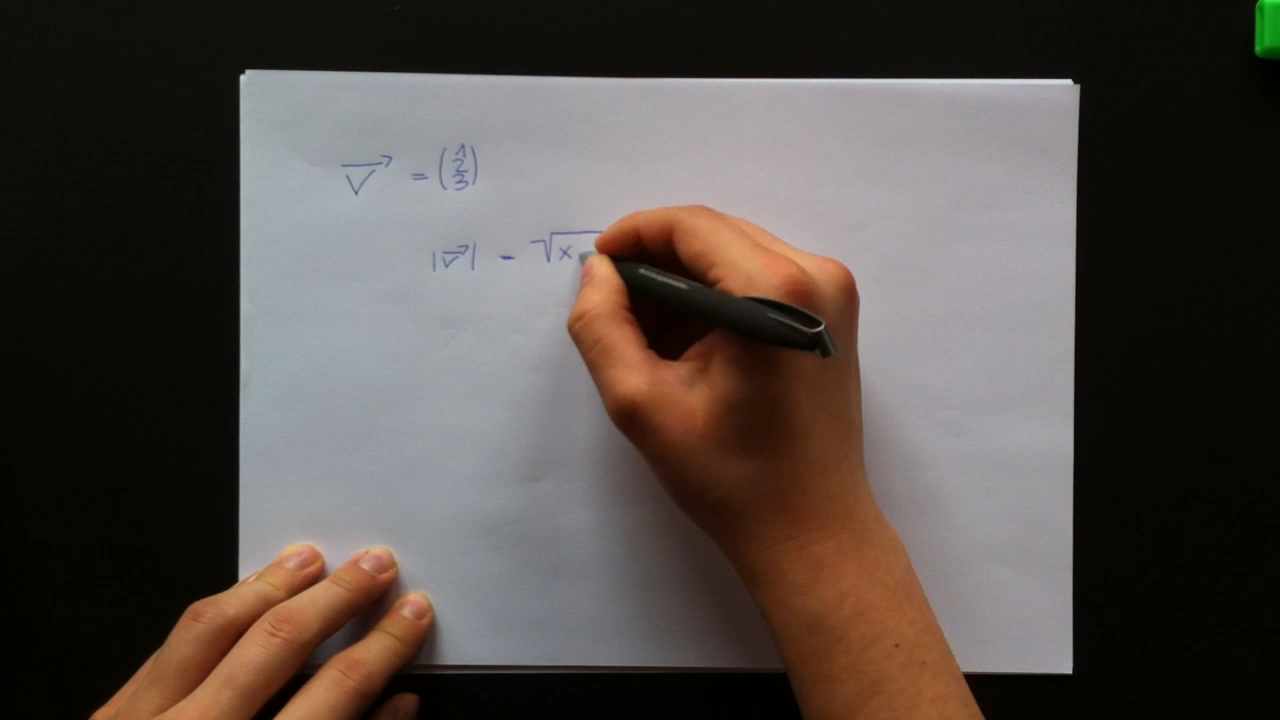 v⃗ = (1 2 3)
|v⃗| = √x